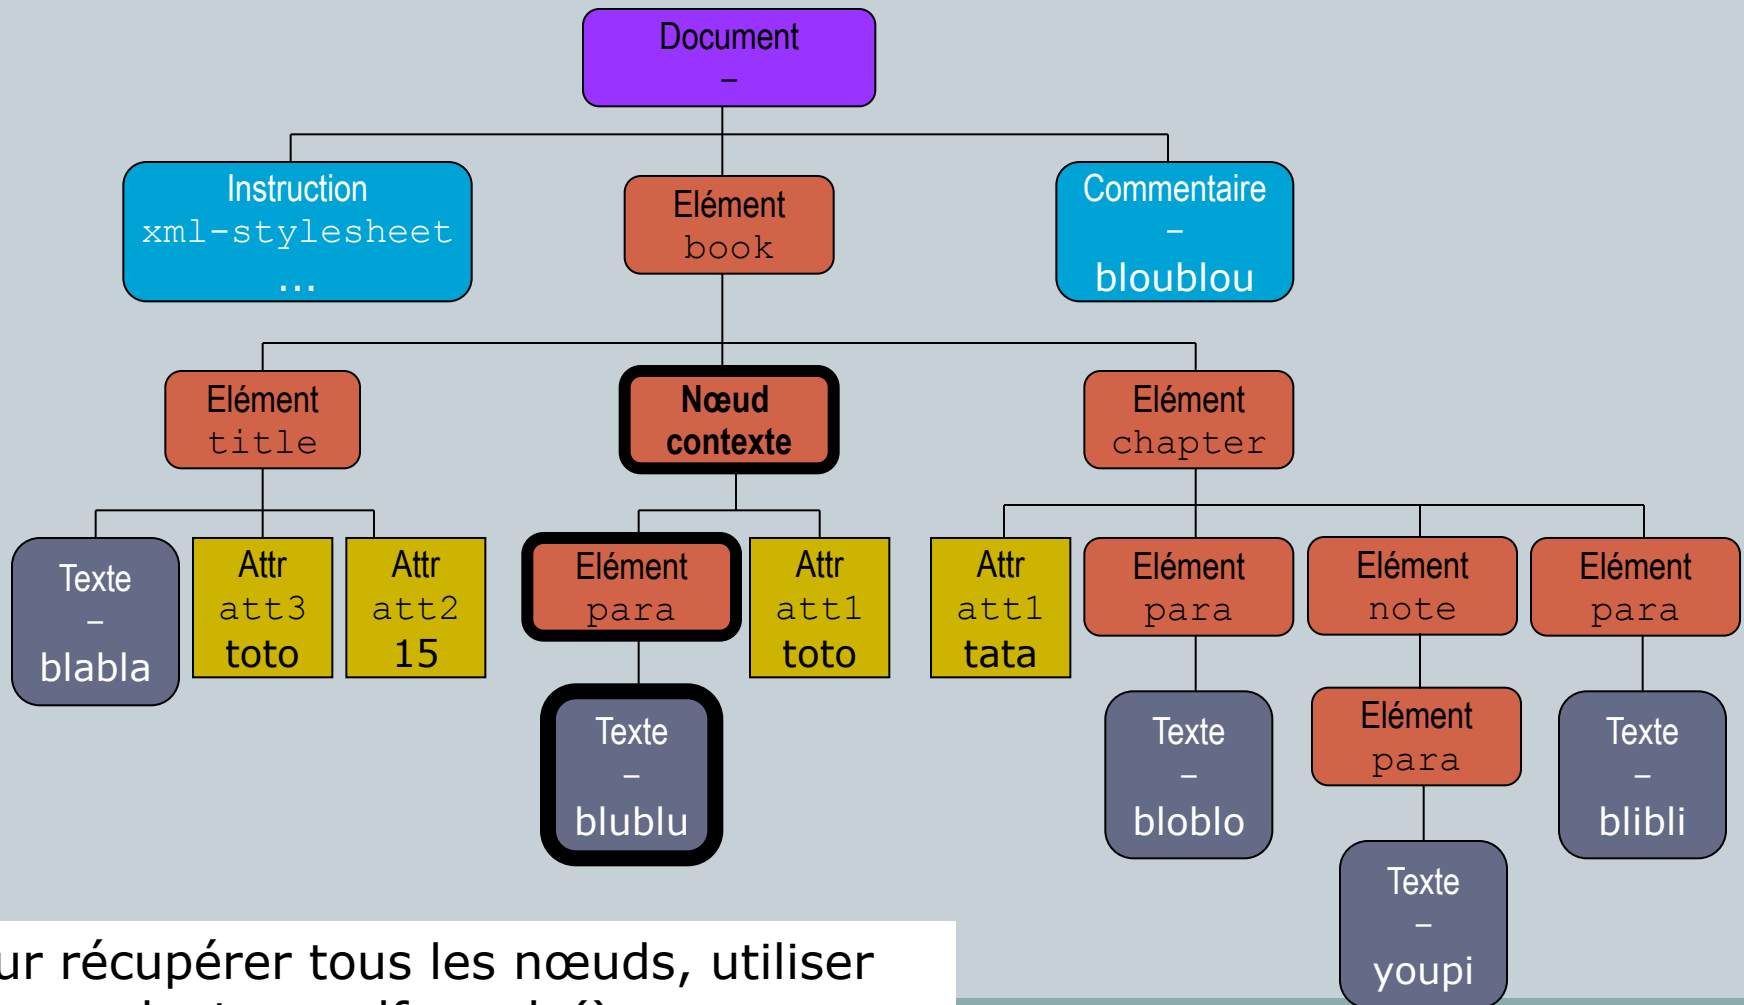 Document
–
Instruction
xml-stylesheet
...
Elément
book
Commentaire
–
bloublou
Elément
title
Nœud
contexte
Elément
chapter
Texte
–
blabla
Attr
att3
toto
Attr
att2
15
Elément
para
Attr
att1
toto
Attr
att1
tata
Elément
para
Elément
note
Elément
para
Texte
–
blublu
Texte
–
bloblo
Elément
para
Texte
–
blibli
Texte
–
youpi
récupérer tous les nœuds, utiliser